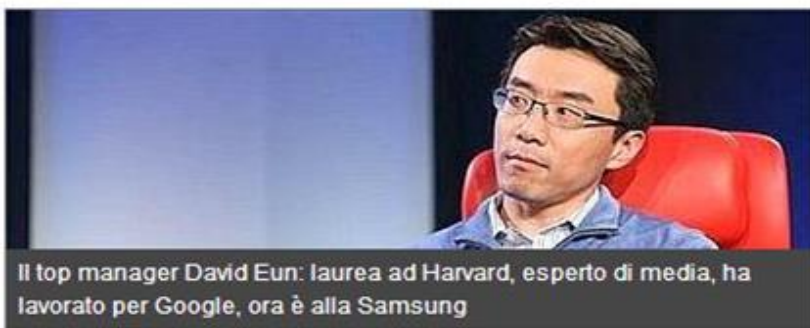 Il top manager David Eun: laurea ad Harvard, esperto di media, ha
lavorato per Google, ora è alla Samsung